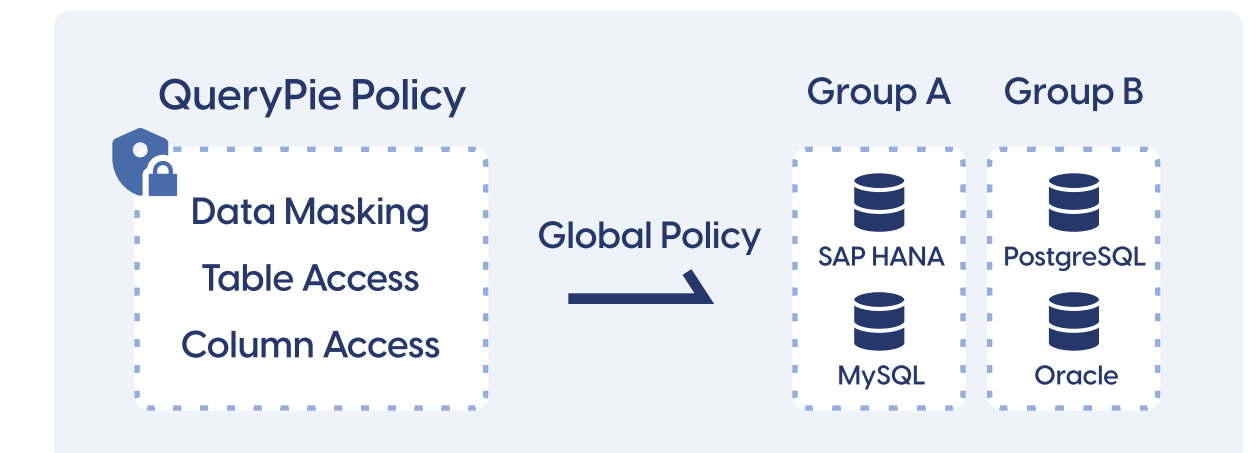 QueryPie Policy
Data Masking
Table Access
Column Access
Global Policy
Group A
SAP HANA
MySQL
Group B
PostgreSQL
Oracle